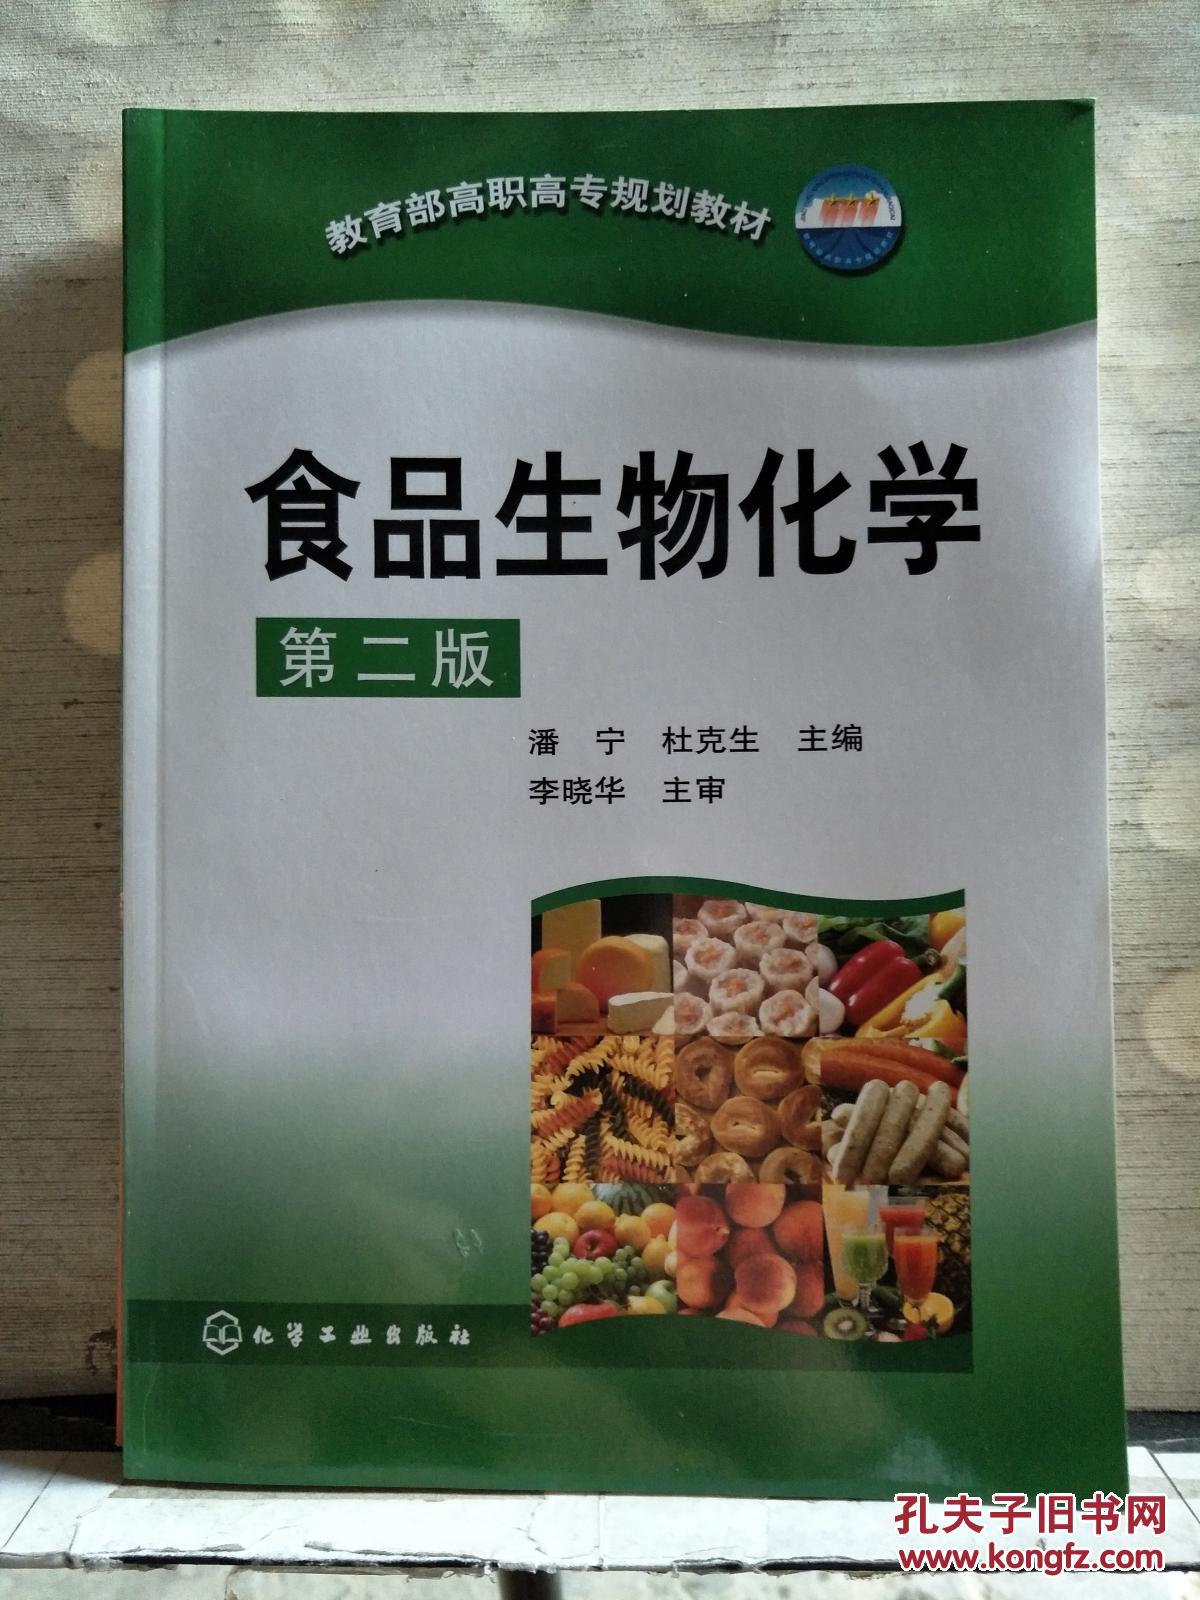 教育部高职高专规划教材
食品生物化学
第二版
潘 宁 杜克生 主编
李晓华 主审
化学工业出版社
孔夫子旧书网
www.kongfz.com